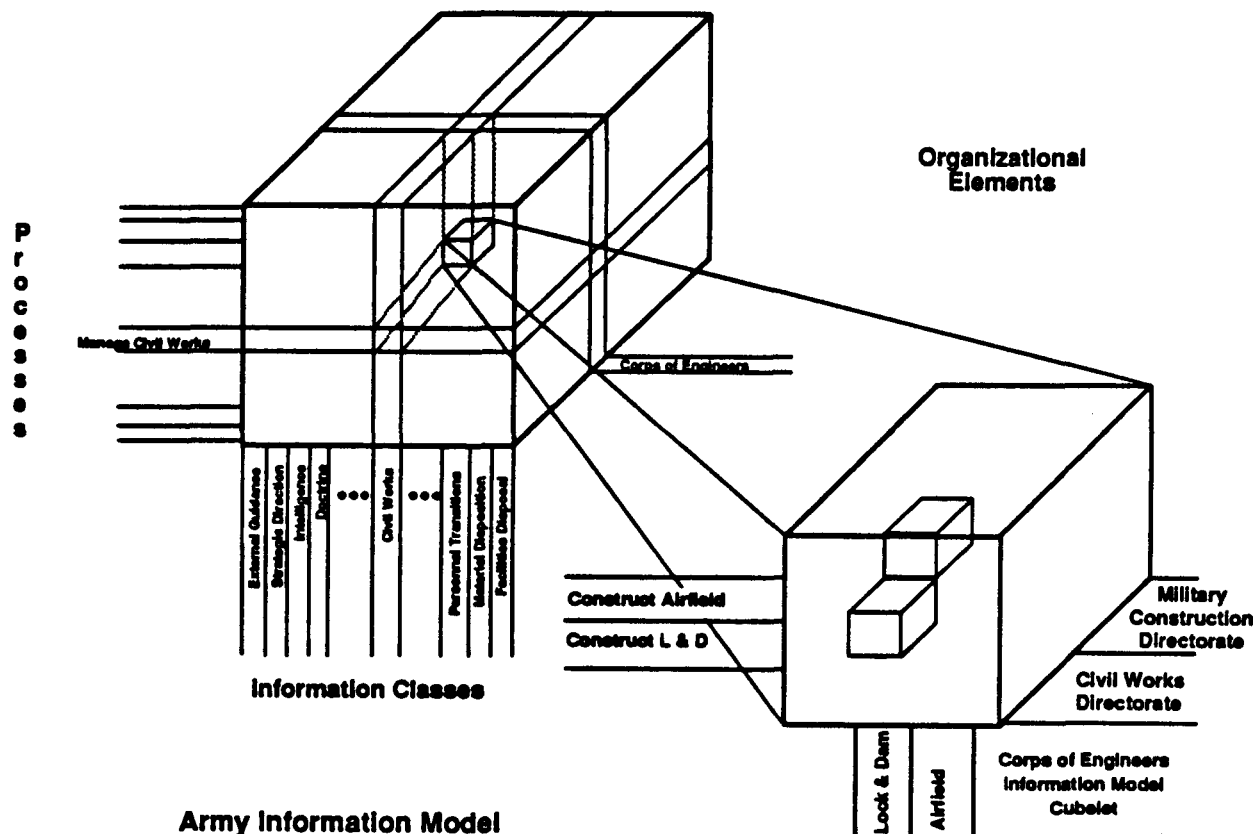 Organizational
Elements
Processes
Manage Civil Works
Corps of Engineers
External Guidance
Strategic Direction
Intelligence
Doctrine
Civil Works
Personnel Transitions
Material Disposition
Facilities Disposal
Information Classes
Army Information Model
Construct Airfield
Construct L & D
Military
Construction
Directorate
Civil Works
Directorate
Lock & Dam
Airfield
Corps of Engineers
Information Model
Cubelet